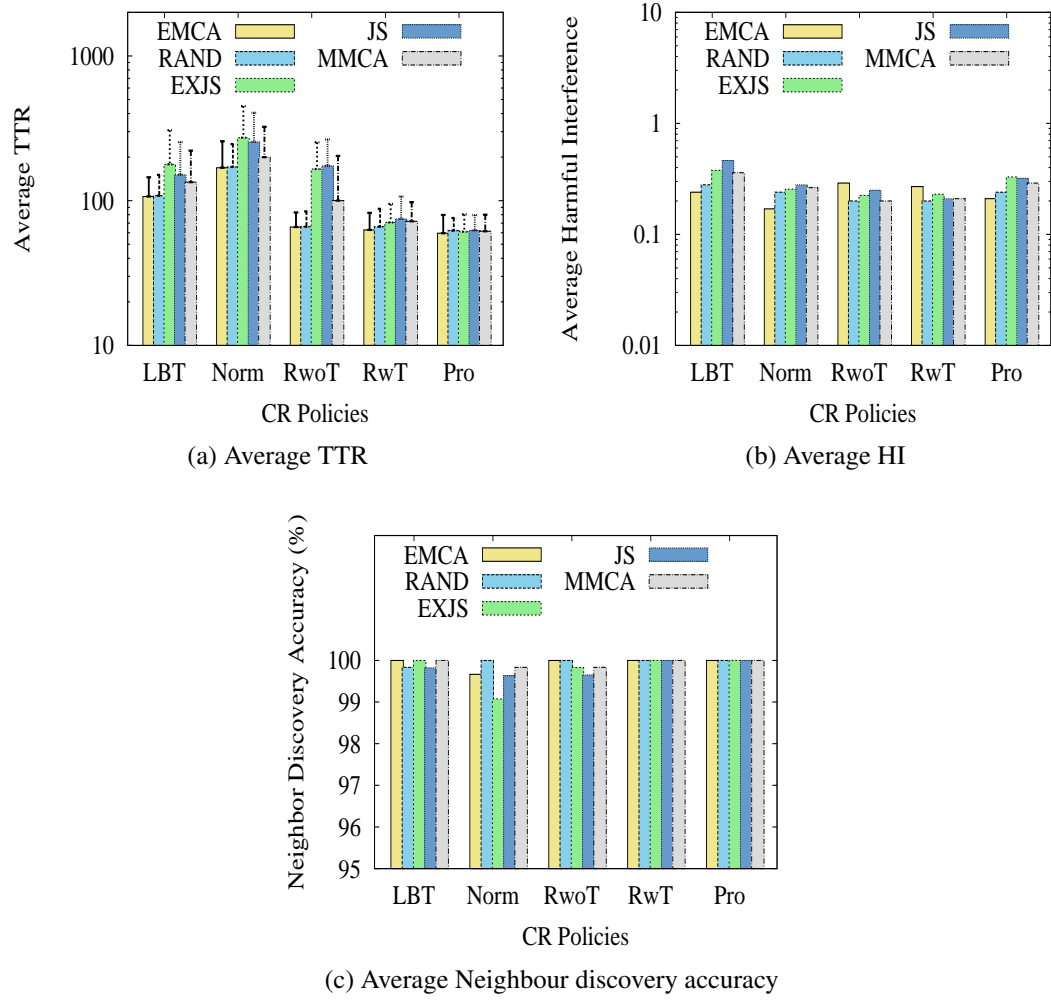 Average TTR
1000
100
10
EMCA
RAND
EXJS
JS
MMCA
LBT Norm RwoT RwT Pro
CR Policies
(a) Average TTR
Average Harmful Interference
10
1
0.1
0.01
EMCA
RAND
EXJS
JS
MMCA
LBT Norm RwoT RwT Pro
CR Policies
(b) Average HI
Neighbor Discovery Accuracy (%)
100
99
98
97
96
95
EMCA
RAND
EXJS
JS
MMCA
LBT Norm RwoT RwT Pro
CR Policies
(c) Average Neighbour discovery accuracy